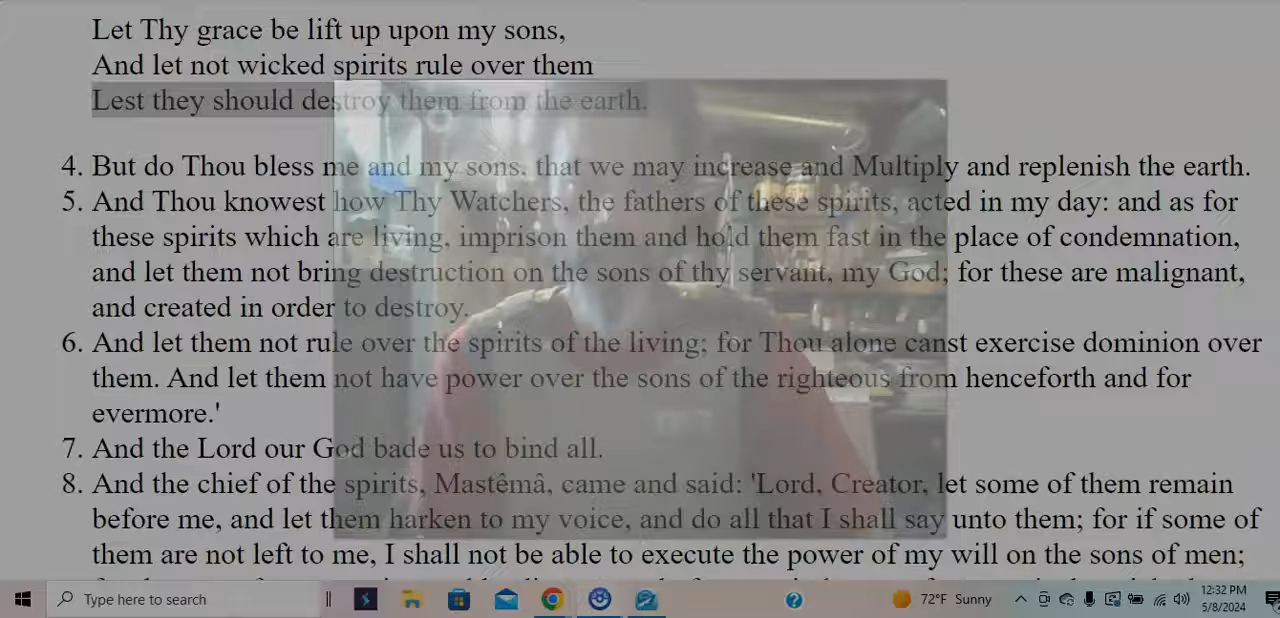 Let Thy grace be lift up upon my sons,
And let not wicked spirits rule over them
Lest they should destroy them from the earth.
4. But do Thou bless me and my sons, that we may increase and Multiply and replenish the earth.
5. And Thou knowest how Thy Watchers, the fathers of these spirits, acted in my day: and as for
these spirits which are living, imprison them and hold them fast in the place of condemnation,
and let them not bring destruction on the sons of thy servant, my God; for these are malignant,
and created in order to destroy.
6. And let them not rule over the spirits of the living; for Thou alone canst exercise dominion over
them. And let them not have power over the sons of the righteous from henceforth and for
evermore.'
7. And the Lord our God bade us to bind all.
8. And the chief of the spirits, Mastêmâ, came and said: 'Lord, Creator, let some of them remain
before me, and let them harken to my voice, and do all that I shall say unto them; for if some of
them are not left to me, I shall not be able to execute the power of my will on the sons of men;
Type here to search
72°F Sunny
12:32 PM
5/8/2024